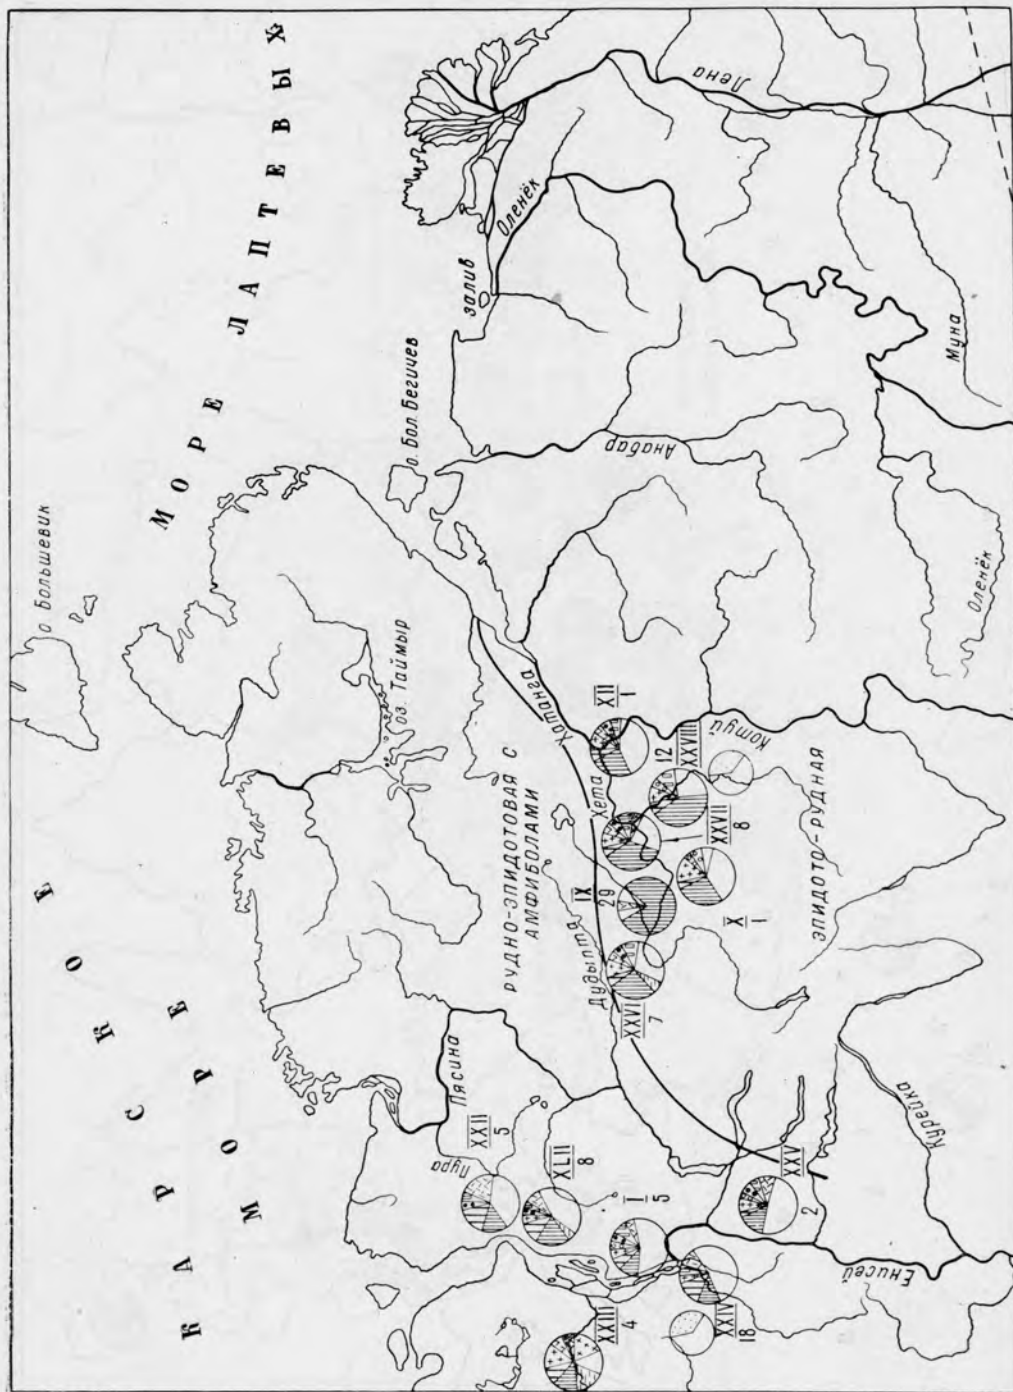 КАРСКОЕ
МОРЕ
МОРЕ ЛАПТЕВЫХ
о. Большевик
оз. Таймыр
о. Бол. Бегичев
залив
Оленёк
Лена
Муна
Анабар
Оленёк
Хатанга
Хета
Котуй
Дудыпта
Пясина
Пура
Енисей
Курейка
РУДНО-ЭПИДОТОВАЯ С
АМФИБОЛАМИ
ЭПИДОТО-РУДНАЯ
XXII
5
XLII
8
I
5
XXIII
4
XXIV
18
XXV
2
XXVI
7
IX
29
X
1
XXVII
8
12
XXVIII
XII
1